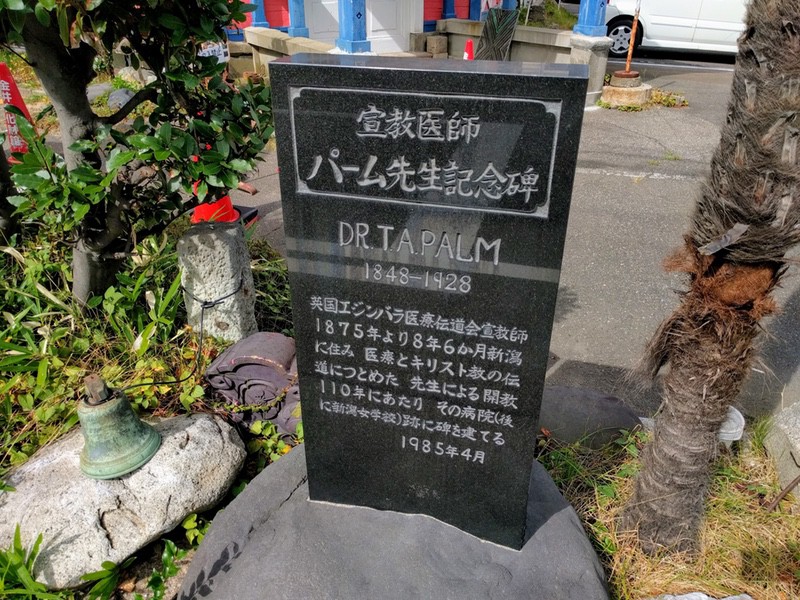 宣教医師
パーム先生記念碑
DR.T.A.PALM
1848-1928
英国エジンバラ医療伝道会宣教師
1875年より8年6か月新潟
に住み 医療とキリスト教の伝
道につとめた 先生による開教
110年にあたり その病院(後
に新潟女学校)跡に碑を建てる
1985年4月